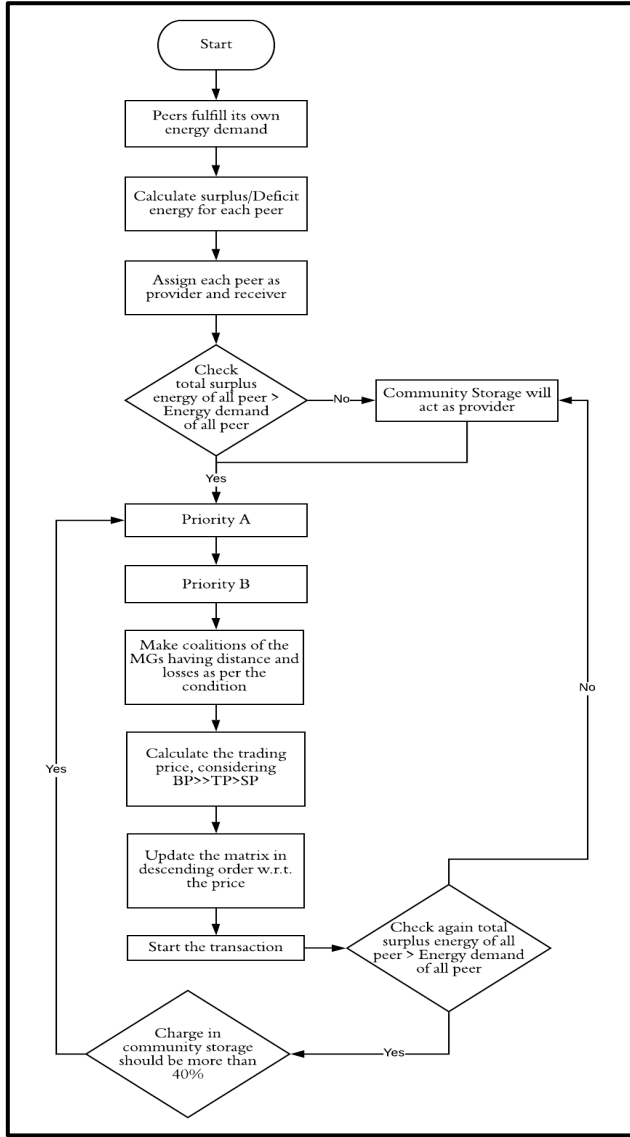 Start
Peers fulfill its own
energy demand
Calculate surplus/Deficit
energy for each peer
Assign each peer as
provider and receiver
Check
total surplus
energy of all peer >
Energy demand
of all peer
No
Community Storage will
act as provider
Yes
Priority A
Priority B
Make coalitions of the
MGs having distance and
losses as per the
condition
No
Calculate the trading
price, considering
BP>>TP>SP
Yes
Update the matrix in
descending order w.r.t.
the price
Start the transaction
Check again total
surplus energy of all
peer > Energy demand
of all peer
Yes
Charge in
community storage
should be more than
40%